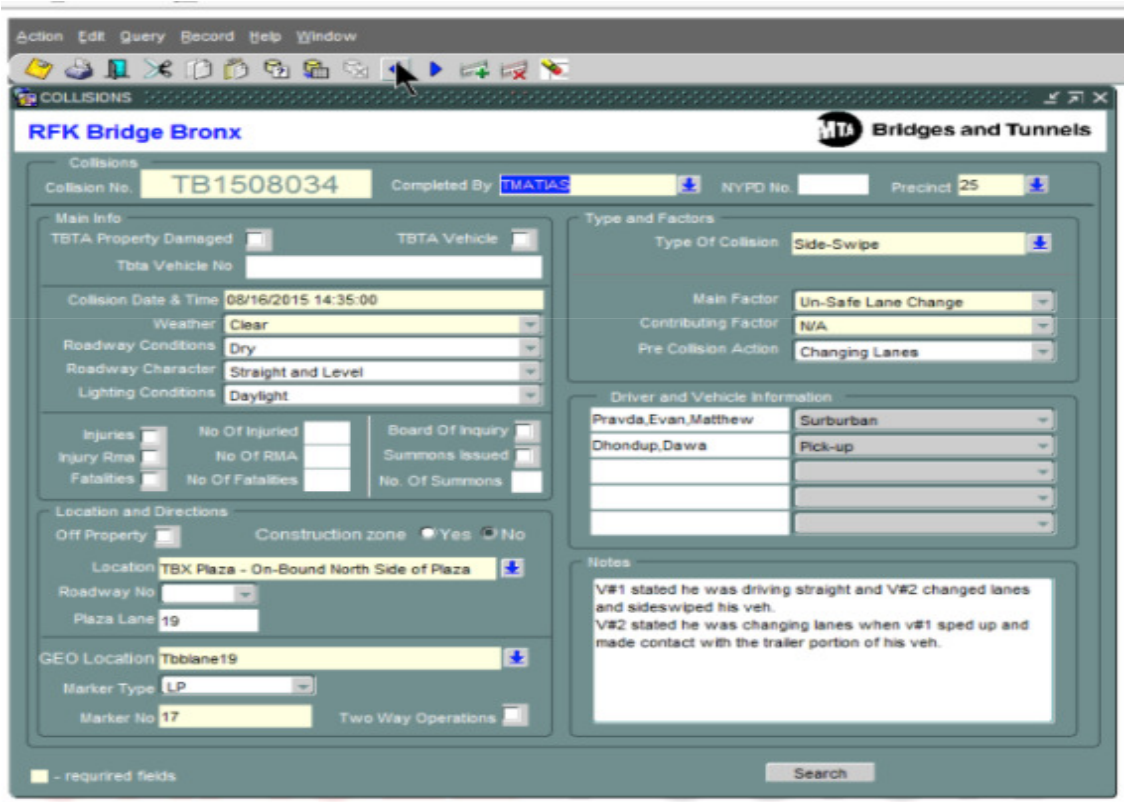 Action Edit Query Record Help Window
COLLISIONS
RFK Bridge Bronx
MTA Bridges and Tunnels
Collisions
Collision No. TB1508034 Completed By TMATIAS NYPD No. Precinct 25
Main Info
TBTA Property Damaged TBTA Vehicle
Tbta Vehicle No
Collision Date & Time 08/16/2015 14:35:00
Weather Clear
Roadway Conditions Dry
Roadway Character Straight and Level
Lighting Conditions Daylight
Injuries No Of Injuried Board Of Inquiry
Injury Rma No Of RMA Summons Issued
Fatalities No Of Fatalities No. Of Summons
Location and Directions
Off Property Construction zone Yes No
Location TBX Plaza - On-Bound North Side of Plaza
Roadway No
Plaza Lane 19
GEO Location Tbblane19
Marker Type LP
Marker No 17 Two Way Operations
Type and Factors
Type Of Collision Side-Swipe
Main Factor Un-Safe Lane Change
Contributing Factor N/A
Pre Collision Action Changing Lanes
Driver and Vehicle Information
Pravda,Evan,Matthew Surburban
Dhondup,Dawa Pick-up
Notes
V#1 stated he was driving straight and V#2 changed lanes
and sideswiped his veh.
V#2 stated he was changing lanes when v#1 sped up and
made contact with the trailer portion of his veh.
- requrired fields
Search